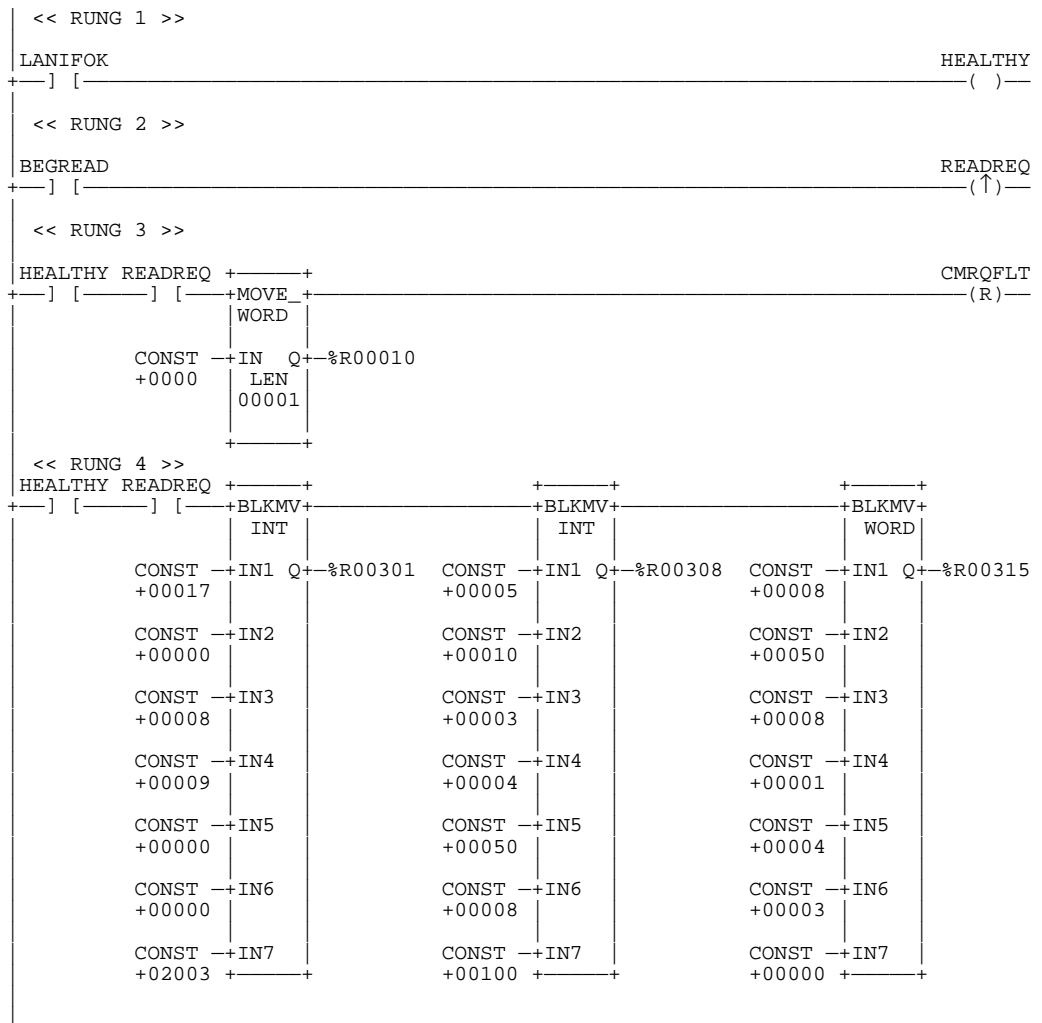 << RUNG 1 >>
LANIFOK HEALTHY
] [ ( )
<< RUNG 2 >>
BEGREAD READREQ
] [ (↑)
<< RUNG 3 >>
HEALTHY READREQ CMRQFLT
] [ ] [ MOVE_ (R)
WORD
CONST IN Q %R00010
+0000 LEN
00001
<< RUNG 4 >>
HEALTHY READREQ
] [ ] [ BLKMV BLKMV BLKMV
INT INT WORD
CONST IN1 Q %R00301 CONST IN1 Q %R00308 CONST IN1 Q %R00315
+00017 +00005 +00008
CONST IN2 CONST IN2 CONST IN2
+00000 +00010 +00050
CONST IN3 CONST IN3 CONST IN3
+00008 +00003 +00008
CONST IN4 CONST IN4 CONST IN4
+00009 +00004 +00001
CONST IN5 CONST IN5 CONST IN5
+00000 +00050 +00004
CONST IN6 CONST IN6 CONST IN6
+00000 +00008 +00003
CONST IN7 CONST IN7 CONST IN7
+02003 +00100 +00000